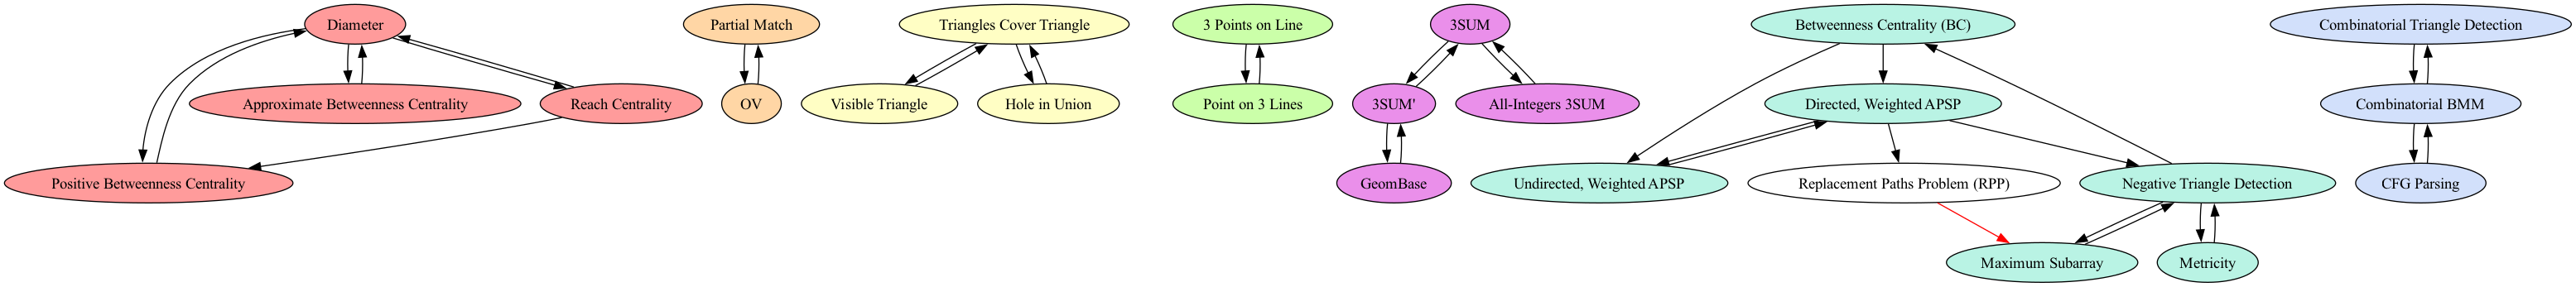 Diameter
Partial Match
Triangles Cover Triangle
3 Points on Line
3SUM
Betweenness Centrality (BC)
Combinatorial Triangle Detection
Approximate Betweenness Centrality
Reach Centrality
OV
Visible Triangle
Hole in Union
Point on 3 Lines
3SUM'
All-Integers 3SUM
Directed, Weighted APSP
Combinatorial BMM
Positive Betweenness Centrality
GeomBase
Undirected, Weighted APSP
Replacement Paths Problem (RPP)
Negative Triangle Detection
CFG Parsing
Maximum Subarray
Metricity